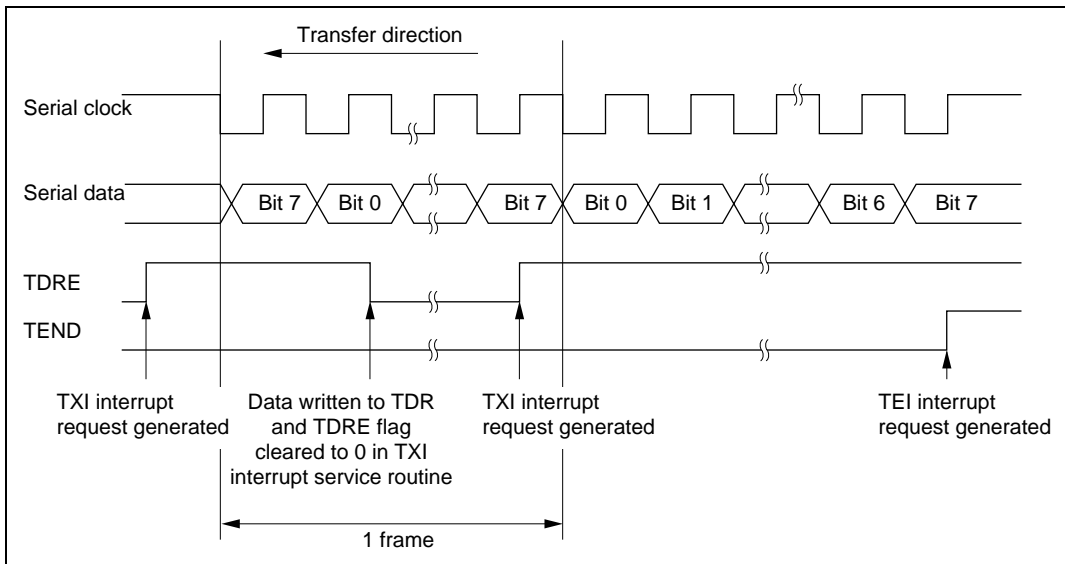 Transfer direction
Serial clock
Serial data
Bit 7
Bit 0
Bit 7
Bit 0
Bit 1
Bit 6
Bit 7
TDRE
TEND
TXI interrupt
request generated
Data written to TDR
and TDRE flag
cleared to 0 in TXI
interrupt service routine
TXI interrupt
request generated
TEI interrupt
request generated
1 frame